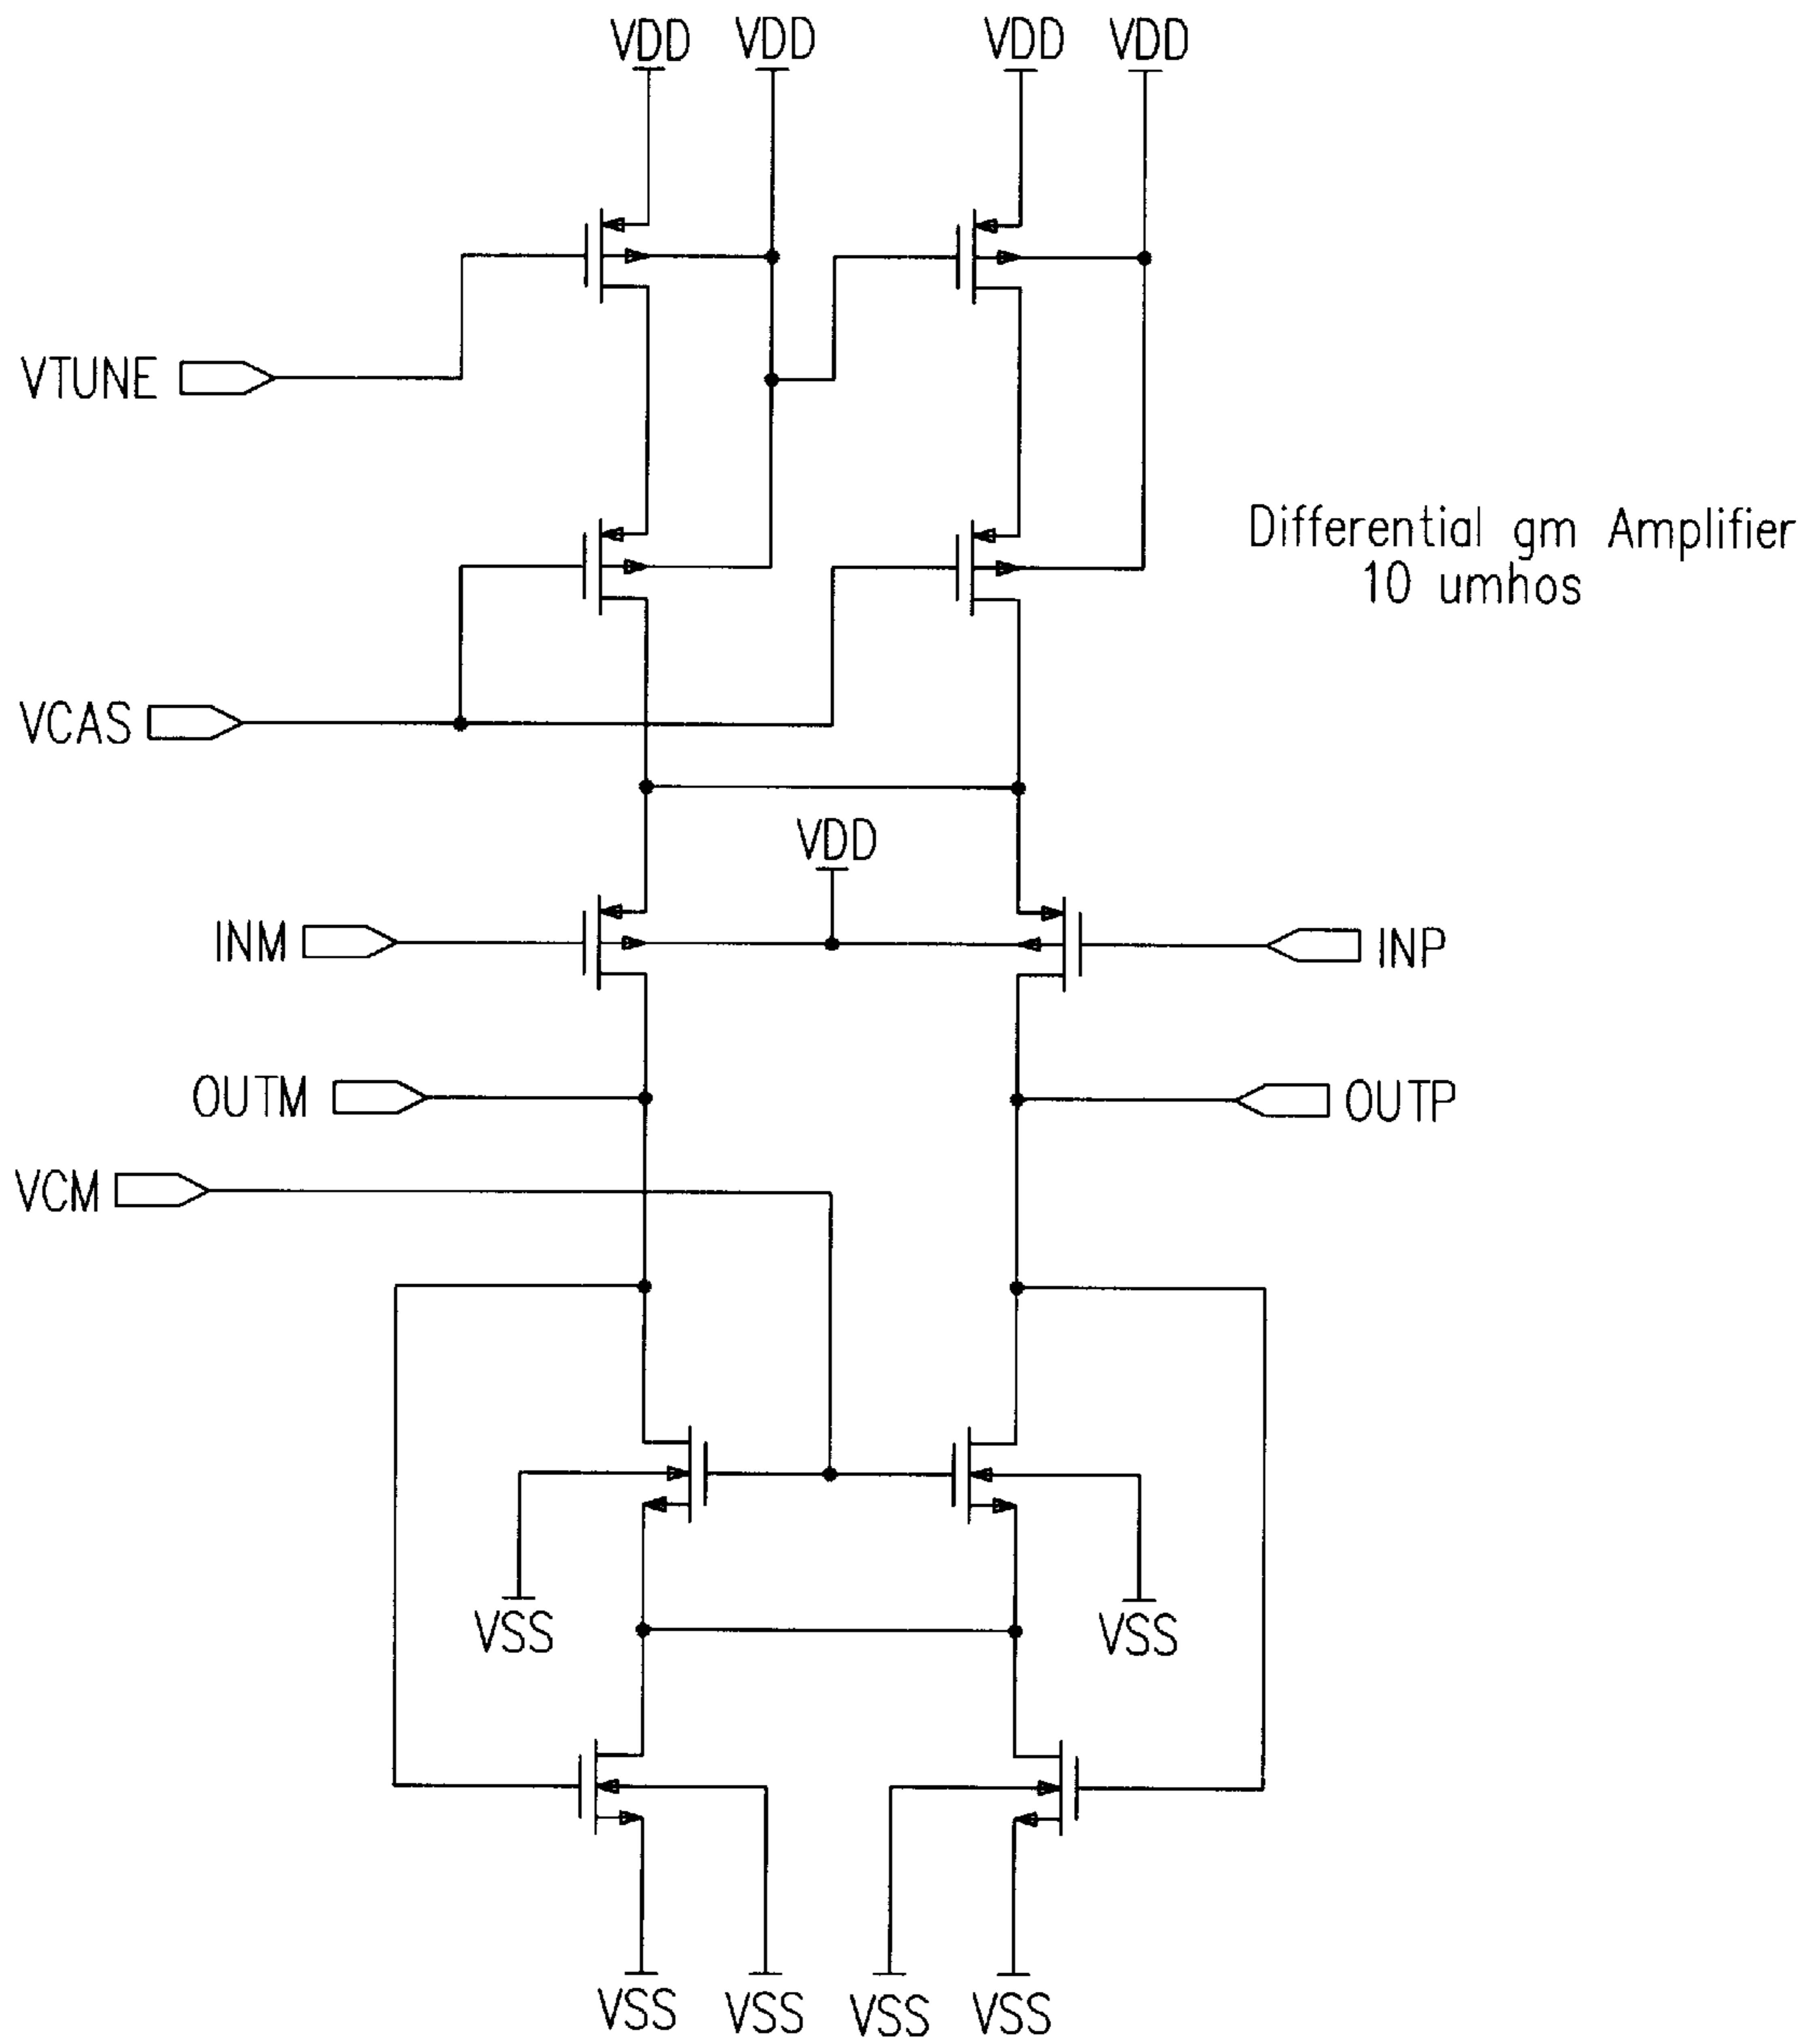 VDD VDD VDD VDD
VTUNE
Differential gm Amplifier
10 umhos
VCAS
VDD
INM
INP
OUTM
OUTP
VCM
VSS
VSS
VSS VSS VSS VSS